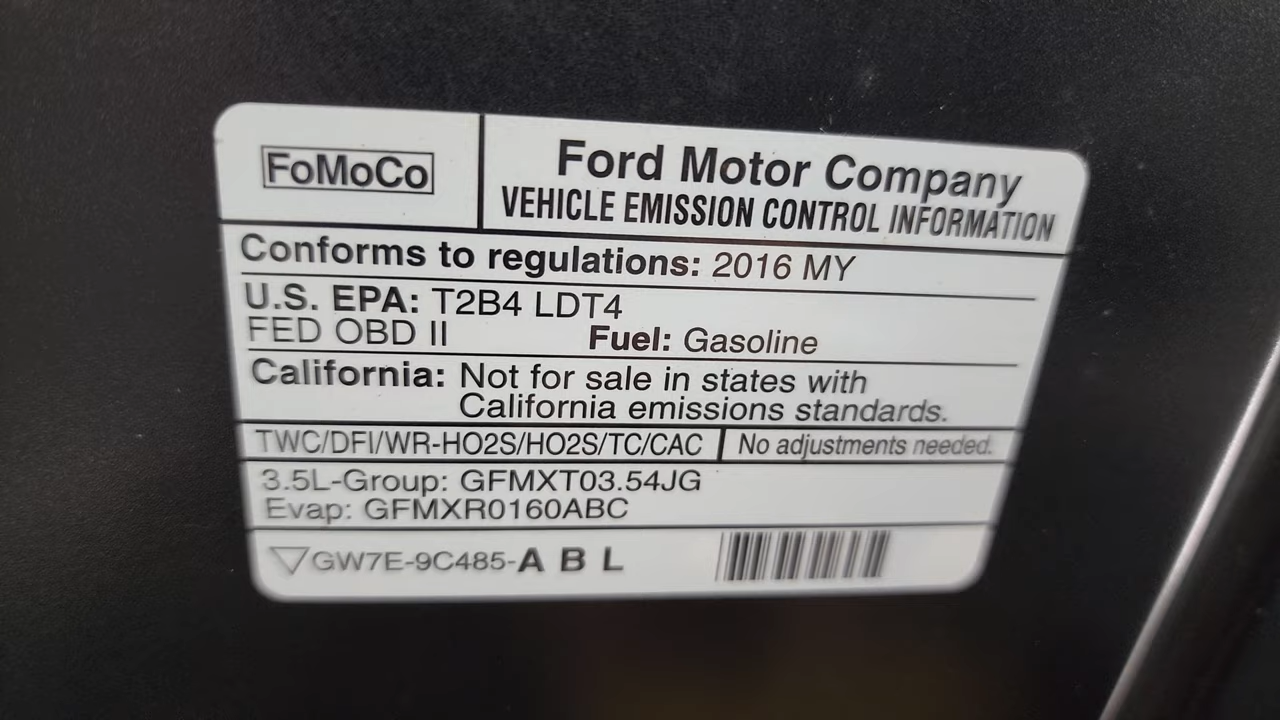 FoMoCo
Ford Motor Company
VEHICLE EMISSION CONTROL INFORMATION
Conforms to regulations: 2016 MY
U.S. EPA: T2B4 LDT4
FED OBD II Fuel: Gasoline
California: Not for sale in states with
California emissions standards.
TWC/DFI/WR-HO2S/HO2S/TC/CAC No adjustments needed.
3.5L-Group: GFMXT03.54JG
Evap: GFMXR0160ABC
▽GW7E-9C485-A B L